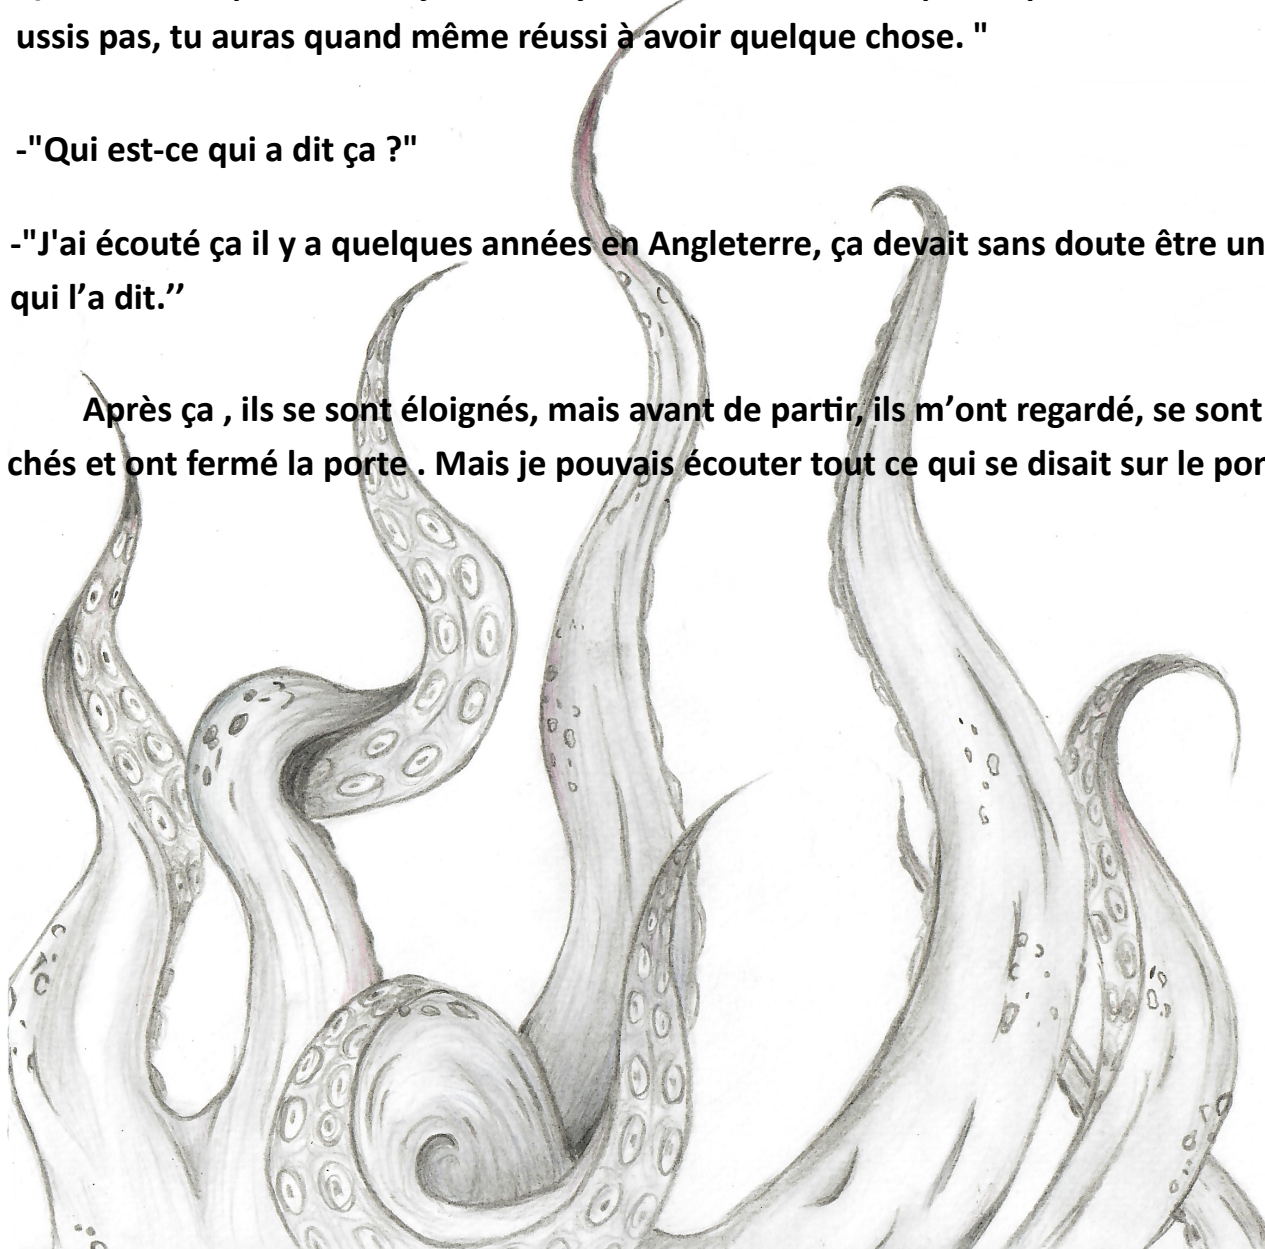 ussis pas, tu auras quand même réussi à avoir quelque chose. "
-"Qui est-ce qui a dit ça ?"
-"J'ai écouté ça il y a quelques années en Angleterre, ça devait sans doute être un
qui l’a dit.’’
Après ça , ils se sont éloignés, mais avant de partir, ils m’ont regardé, se sont
chés et ont fermé la porte . Mais je pouvais écouter tout ce qui se disait sur le por